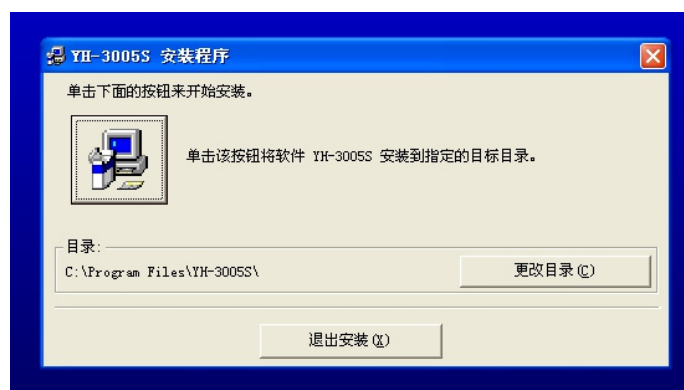 YH-3005S 安装程序
单击下面的按钮来开始安装。
单击该按钮将软件 YH-3005S 安装到指定的目标目录。
目录:
C:\Program Files\YH-3005S\
更改目录(C)
退出安装(X)